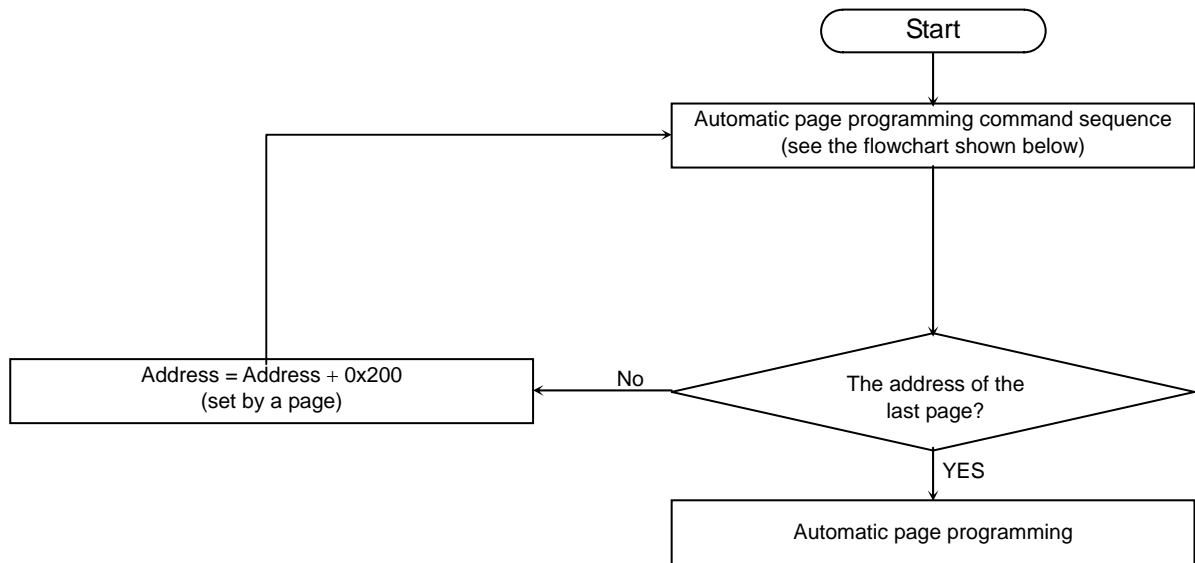 Start
Automatic page programming command sequence
(see the flowchart shown below)
Address = Address + 0x200
(set by a page)
No
The address of the
last page?
YES
Automatic page programming